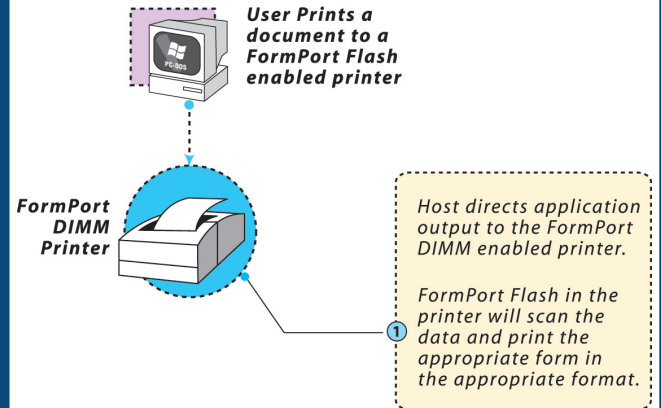 User Prints a
document to a
FormPort Flash
enabled printer
PC-DOS
FormPort
DIMM
Printer
Host directs application
output to the FormPort
DIMM enabled printer.
FormPort Flash in the
printer will scan the
data and print the
appropriate form in
the appropriate format.
1